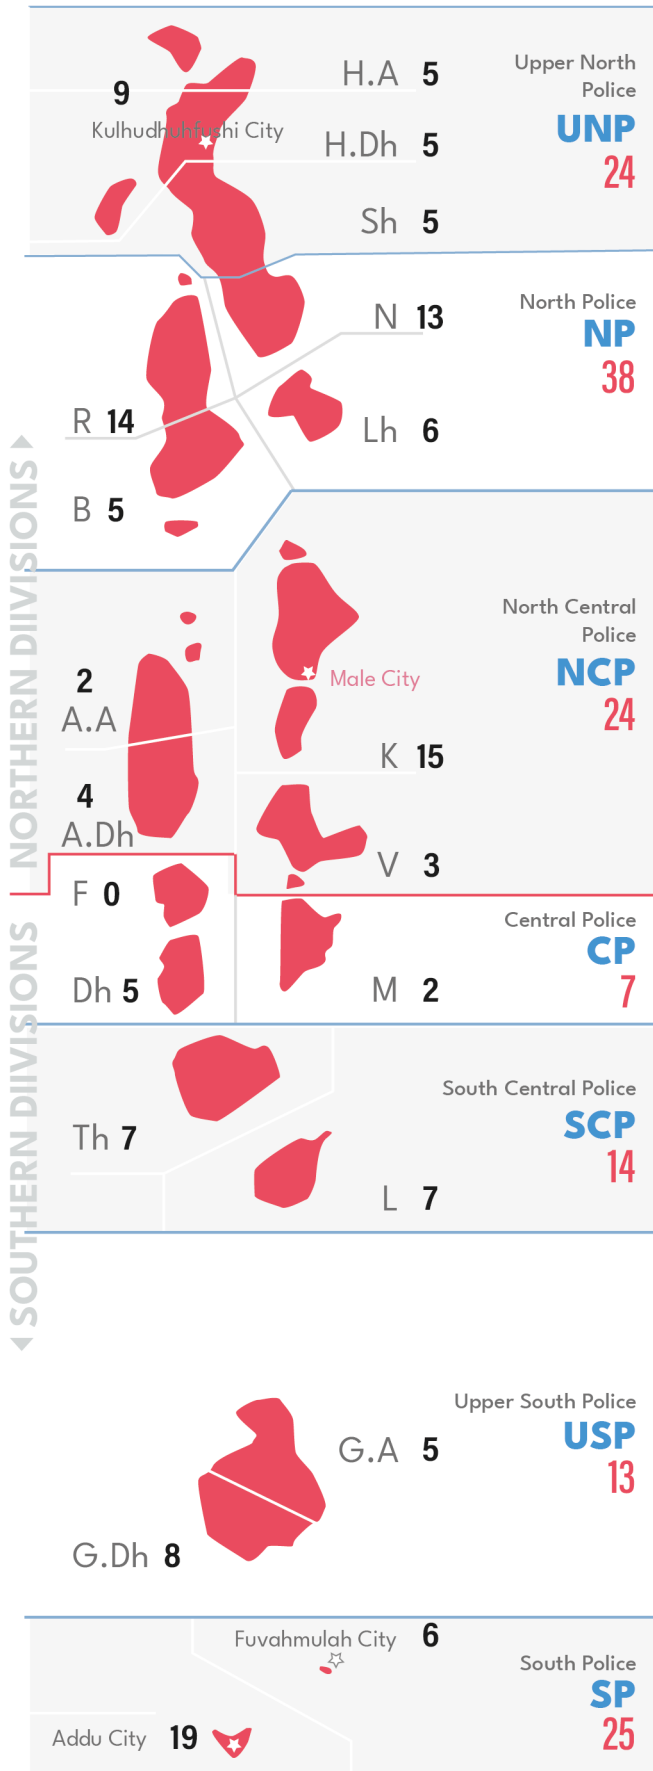 H.A 5
Upper North
Police
9
UNP
Kulhudhuhfushi City
H.Dh 5
24
Sh 5
North Police
N 13
NP
38
R 14
Lh 6
B 5
NORTHERN DIIVISIONS
North Central
Police
2
NCP
Male City
24
A.A
K 15
4
A.Dh
V 3
F 0
Central Police
CP
Dh 5
M 2
7
SOUTHERN DIIVISIONS
South Central Police
SCP
Th 7
14
L 7
Upper South Police
USP
G.A 5
13
G.Dh 8
Fuvahmulah City 6
South Police
SP
Addu City 19
25